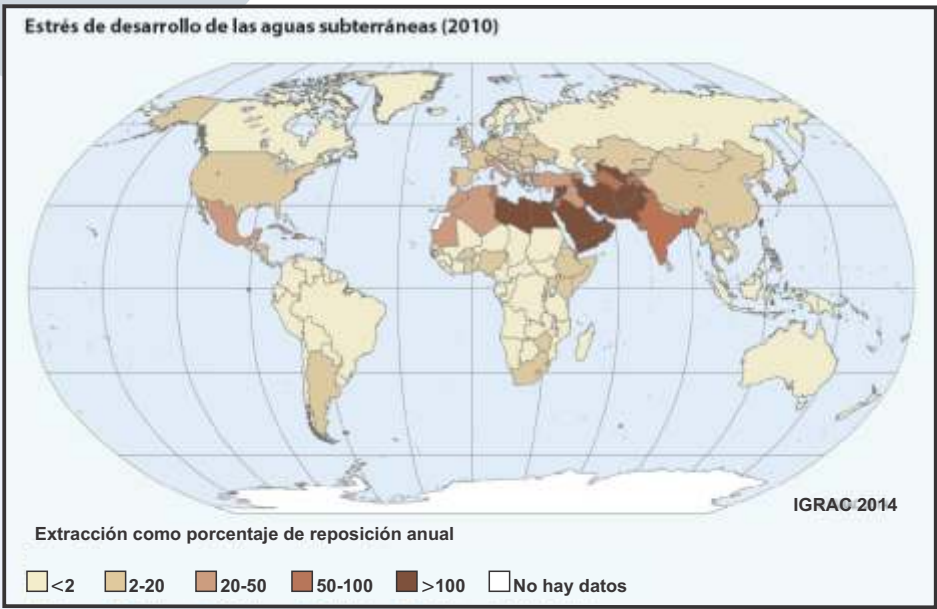 Estrés de desarrollo de las aguas subterráneas (2010)
IGRAC 2014
Extracción como porcentaje de reposición anual
<2 2-20 20-50 50-100 >100 No hay datos